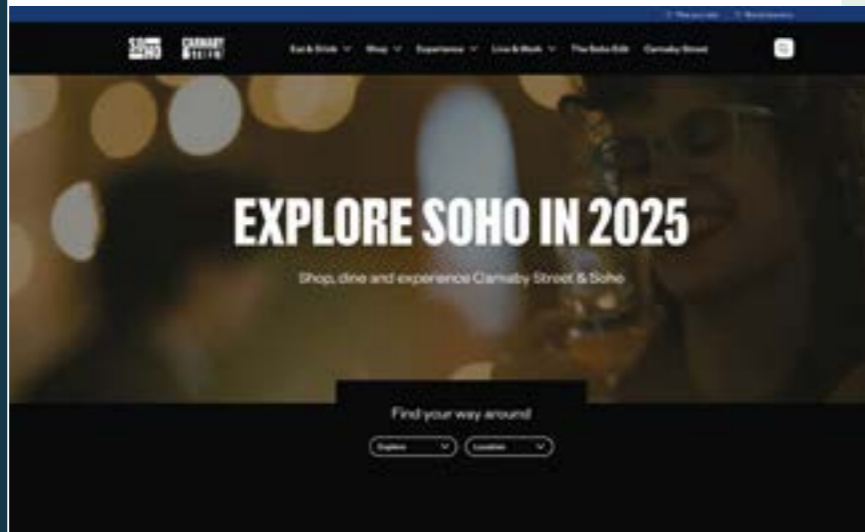 SOHO
CARNABY
Eat & Drink
Shop
Experience
Live & Work
The Soho Edit
Carnaby Street
EXPLORE SOHO IN 2025
Shop, dine and experience Carnaby Street & Soho
Find your way around
Explore
Location